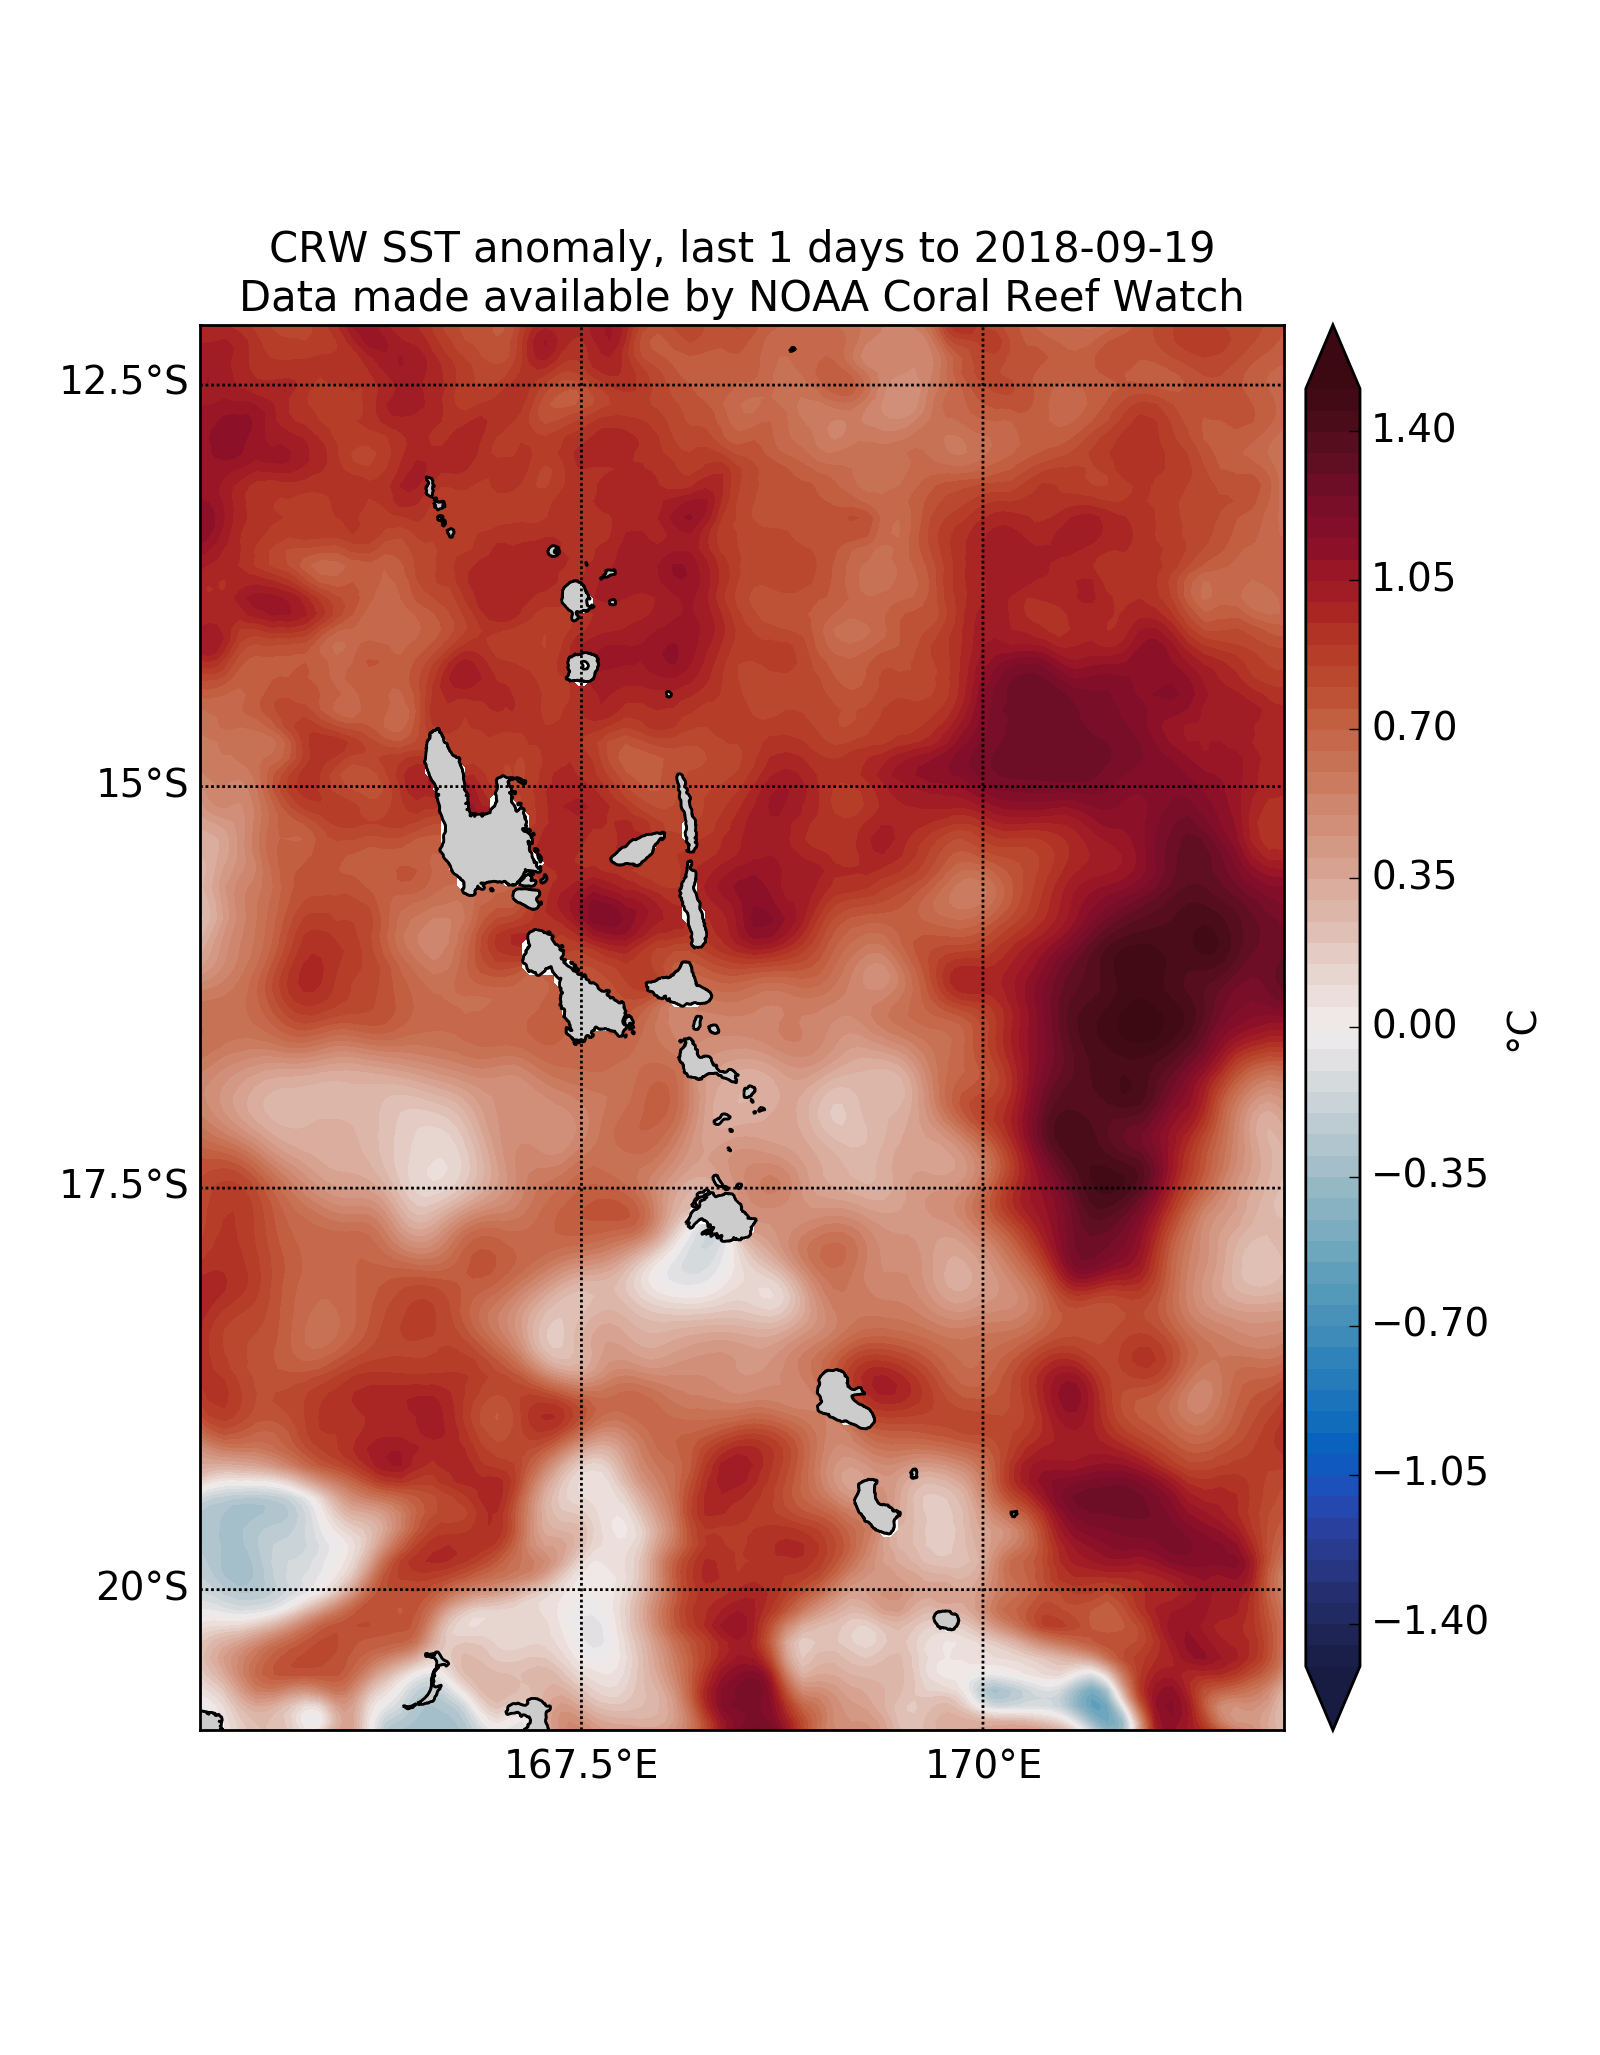 CRW SST anomaly, last 1 days to 2018-09-19
Data made available by NOAA Coral Reef Watch
12.5°S
15°S
17.5°S
20°S
167.5°E
170°E
1.40
1.05
0.70
0.35
0.00
−0.35
−0.70
−1.05
−1.40
°C